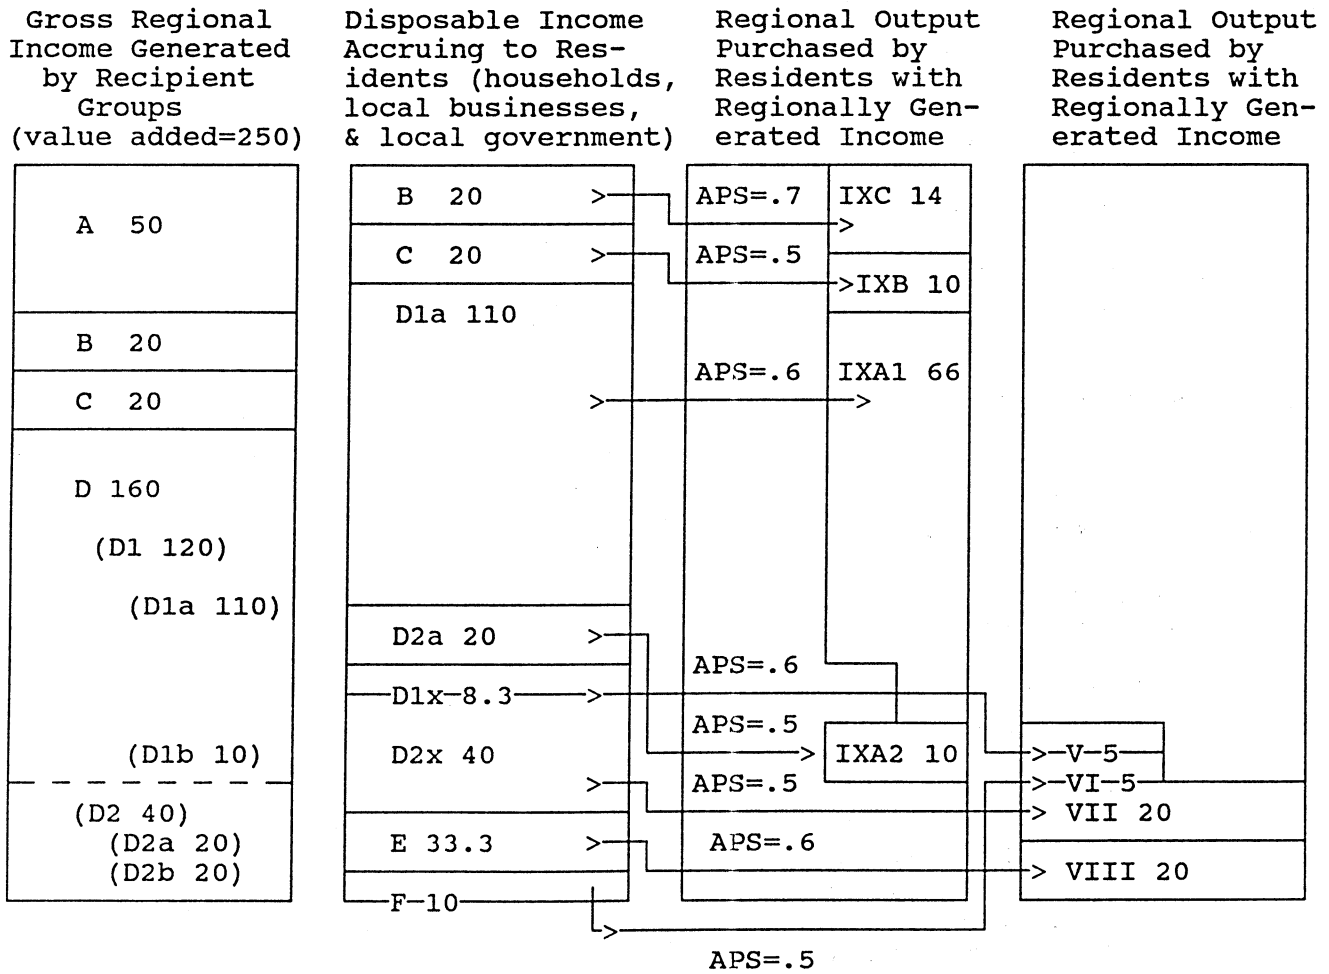 Gross Regional
Income Generated
by Recipient
Groups
(value added=250)
Disposable Income
Accruing to Res-
idents (households,
local businesses,
& local government)
Regional Output
Purchased by
Residents with
Regionally Gen-
erated Income
Regional Output
Purchased by
Residents with
Regionally Gen-
erated Income
A 50
B 20
C 20
D 160
(D1 120)
(D1a 110)
(D1b 10)
(D2 40)
(D2a 20)
(D2b 20)
B 20 >
C 20 >
D1a 110
>
D2a 20 >
D1x 8.3 >
D2x 40
>
E 33.3 >
F 10
>
APS=.7
APS=.5
APS=.6
APS=.6
APS=.5
APS=.5
APS=.6
APS=.5
IXC 14
>
>IXB 10
IXA1 66
>
> IXA2 10
> V 5
> VI 5
> VII 20
> VIII 20